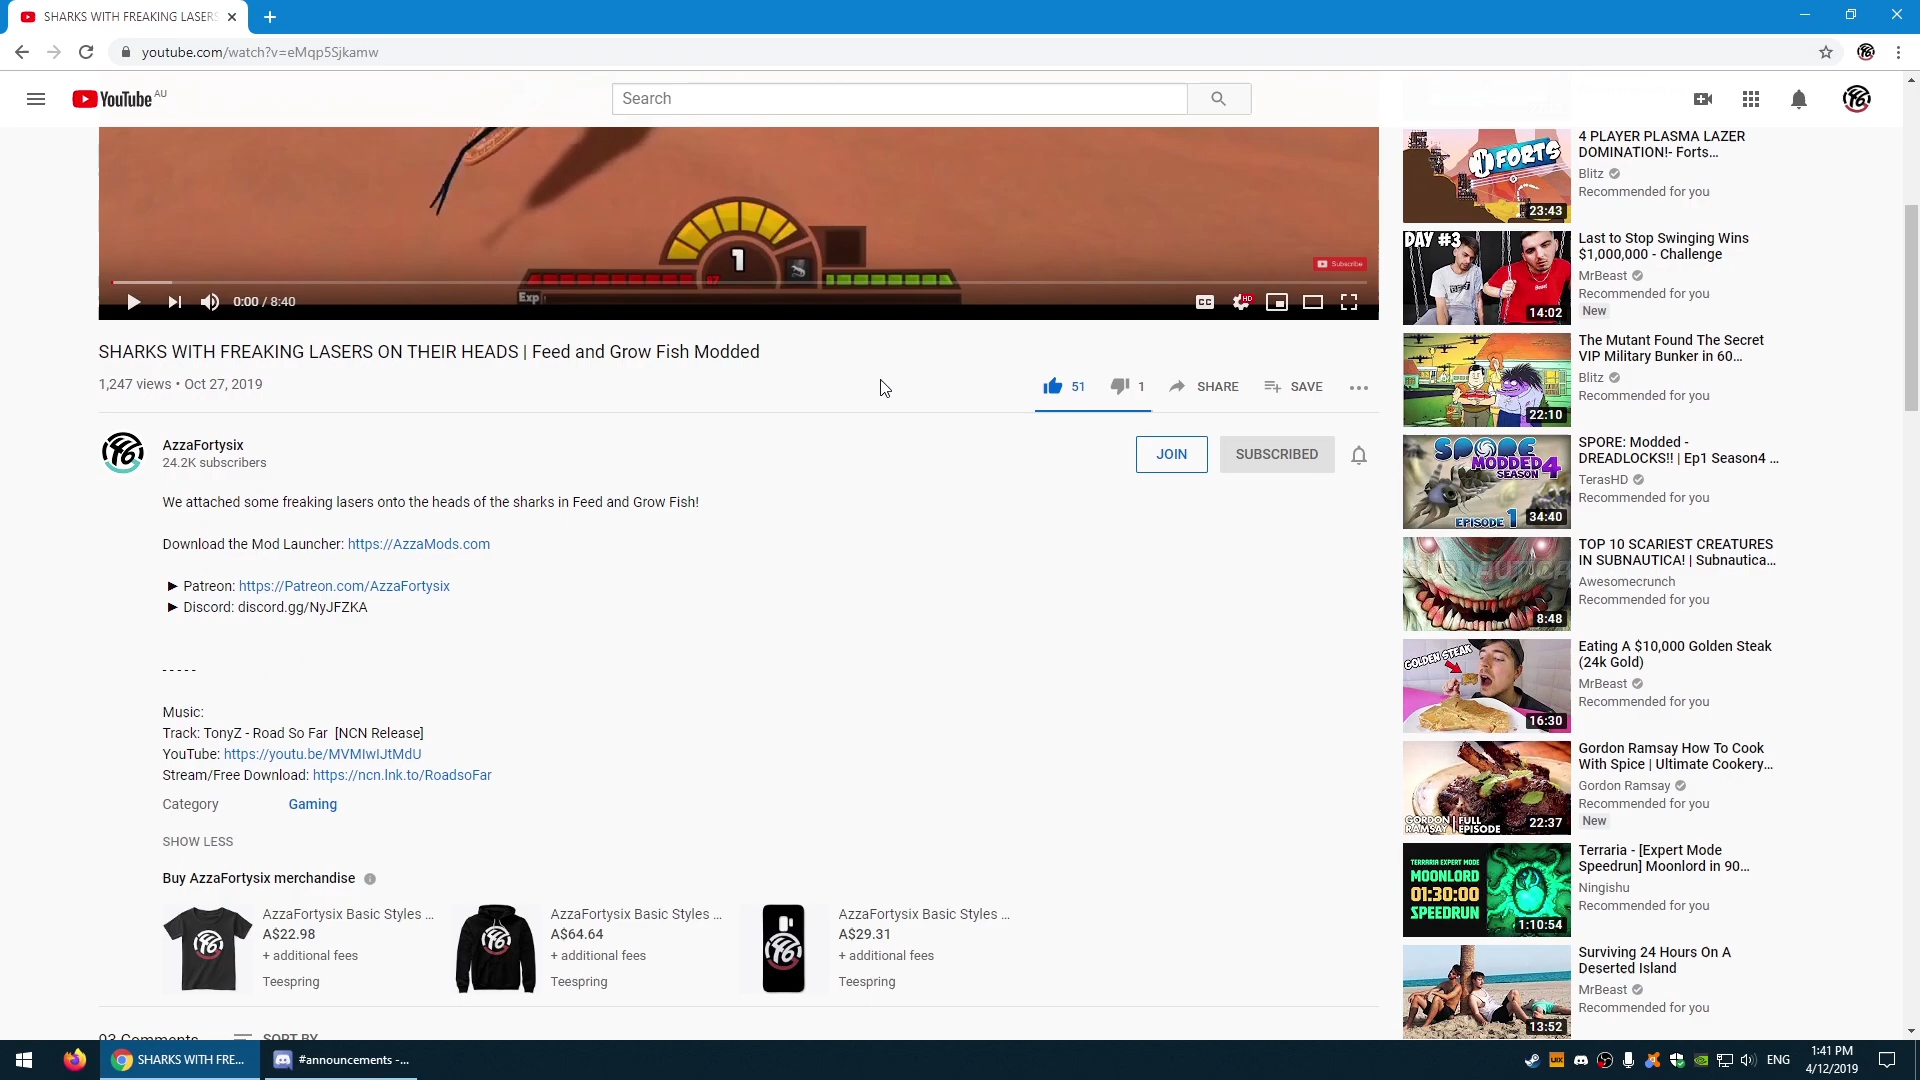 SHARKS WITH FREAKING LASERS
youtube.com/watch?v=eMqp5Sjkamw
YouTube AU
Search
1
87
Exp
Subscribe
0:00 / 8:40
CC
HD
SHARKS WITH FREAKING LASERS ON THEIR HEADS | Feed and Grow Fish Modded
1,247 views • Oct 27, 2019
51
1
SHARE
SAVE
AzzaFortysix
24.2K subscribers
JOIN
SUBSCRIBED
We attached some freaking lasers onto the heads of the sharks in Feed and Grow Fish!
Download the Mod Launcher: https://AzzaMods.com
► Patreon: https://Patreon.com/AzzaFortysix
► Discord: discord.gg/NyJFZKA
- - - - -
Music:
Track: TonyZ - Road So Far [NCN Release]
YouTube: https://youtu.be/MVMIwIJtMdU
Stream/Free Download: https://ncn.lnk.to/RoadsoFar
Category Gaming
SHOW LESS
Buy AzzaFortysix merchandise
AzzaFortysix Basic Styles ...
A$22.98
+ additional fees
Teespring
AzzaFortysix Basic Styles ...
A$64.64
+ additional fees
Teespring
AzzaFortysix Basic Styles ...
A$29.31
+ additional fees
Teespring
93 Comments
SORT BY
FORTS
23:43
4 PLAYER PLASMA LAZER
DOMINATION!- Forts...
Blitz
Recommended for you
DAY #3
14:02
Last to Stop Swinging Wins
$1,000,000 - Challenge
MrBeast
Recommended for you
New
22:10
The Mutant Found The Secret
VIP Military Bunker in 60...
Blitz
Recommended for you
SPORE
MODDED 4
SEASON
EPISODE 1
34:40
SPORE: Modded -
DREADLOCKS!! | Ep1 Season4 ...
TerasHD
Recommended for you
8:48
TOP 10 SCARIEST CREATURES
IN SUBNAUTICA! | Subnautica...
Awesomecrunch
Recommended for you
GOLDEN STEAK
16:30
Eating A $10,000 Golden Steak
(24k Gold)
MrBeast
Recommended for you
GORDON RAMSAY | FULL EPISODE
22:37
Gordon Ramsay How To Cook
With Spice | Ultimate Cookery...
Gordon Ramsay
Recommended for you
New
TERRARIA EXPERT MODE
MOONLORD
01:30:00
SPEEDRUN
1:10:54
Terraria - [Expert Mode
Speedrun] Moonlord in 90...
Ningishu
Recommended for you
13:52
Surviving 24 Hours On A
Deserted Island
MrBeast
Recommended for you
SHARKS WITH FRE...
#announcements -...
ENG
1:41 PM
4/12/2019